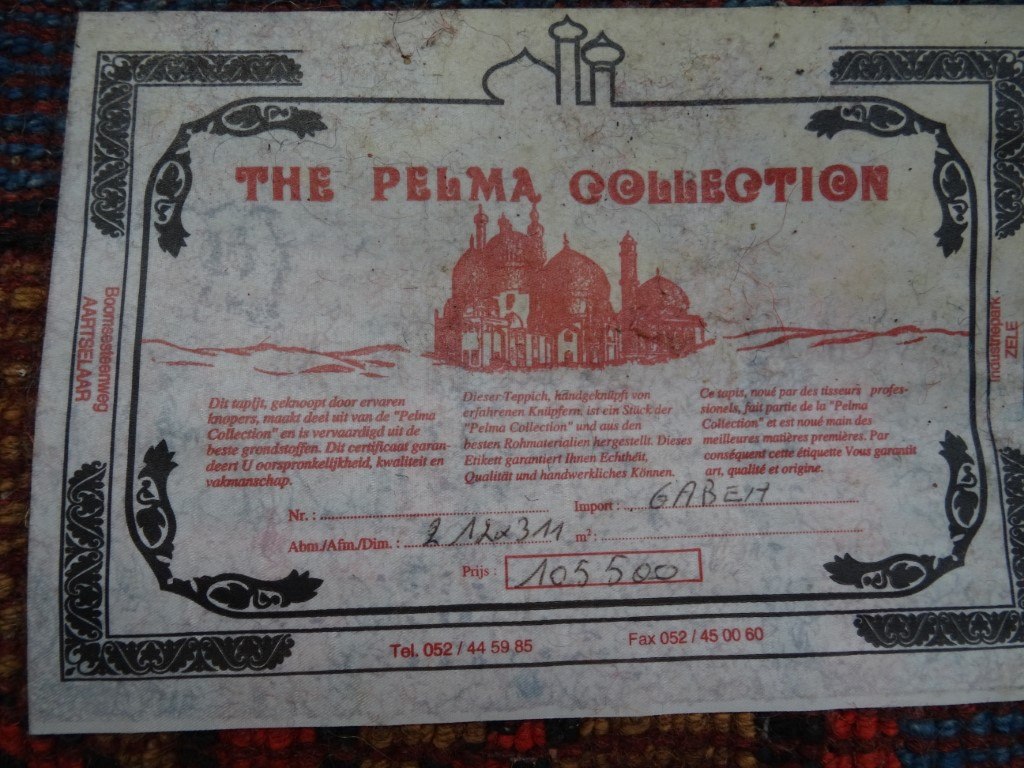 THE PELMA COLLECTION
Boomsesteenweg
AARTSELAAR
Industriepark
ZELE
Dit tapijt, geknoopt door ervaren
knopers, maakt deel uit van de "Pelma
Collection" en is vervaardigd uit de
beste grondstoffen. Dit certificaat garan-
deert U oorspronkelijkheid, kwaliteit en
vakmanschap.
Dieser Teppich, handgeknüpft von
erfahrenen Knüpfern, ist ein Stück der
"Pelma Collection" und aus den
besten Rohmaterialien hergestellt. Dieses
Etikett garantiert Ihnen Echtheit,
Qualität und handwerkliches Können.
Ce tapis, noué par des tisseurs profes-
sionels, fait partie de la "Pelma
Collection" et est noué main des
meilleures matières premières. Par
conséquent cette étiquette Vous garantit
art, qualité et origine.
Nr. : Import : GABEH
Abm./Afm./Dim. : 212x311 m² :
Prijs : 105500
Tel. 052 / 44 59 85 Fax 052 / 45 00 60